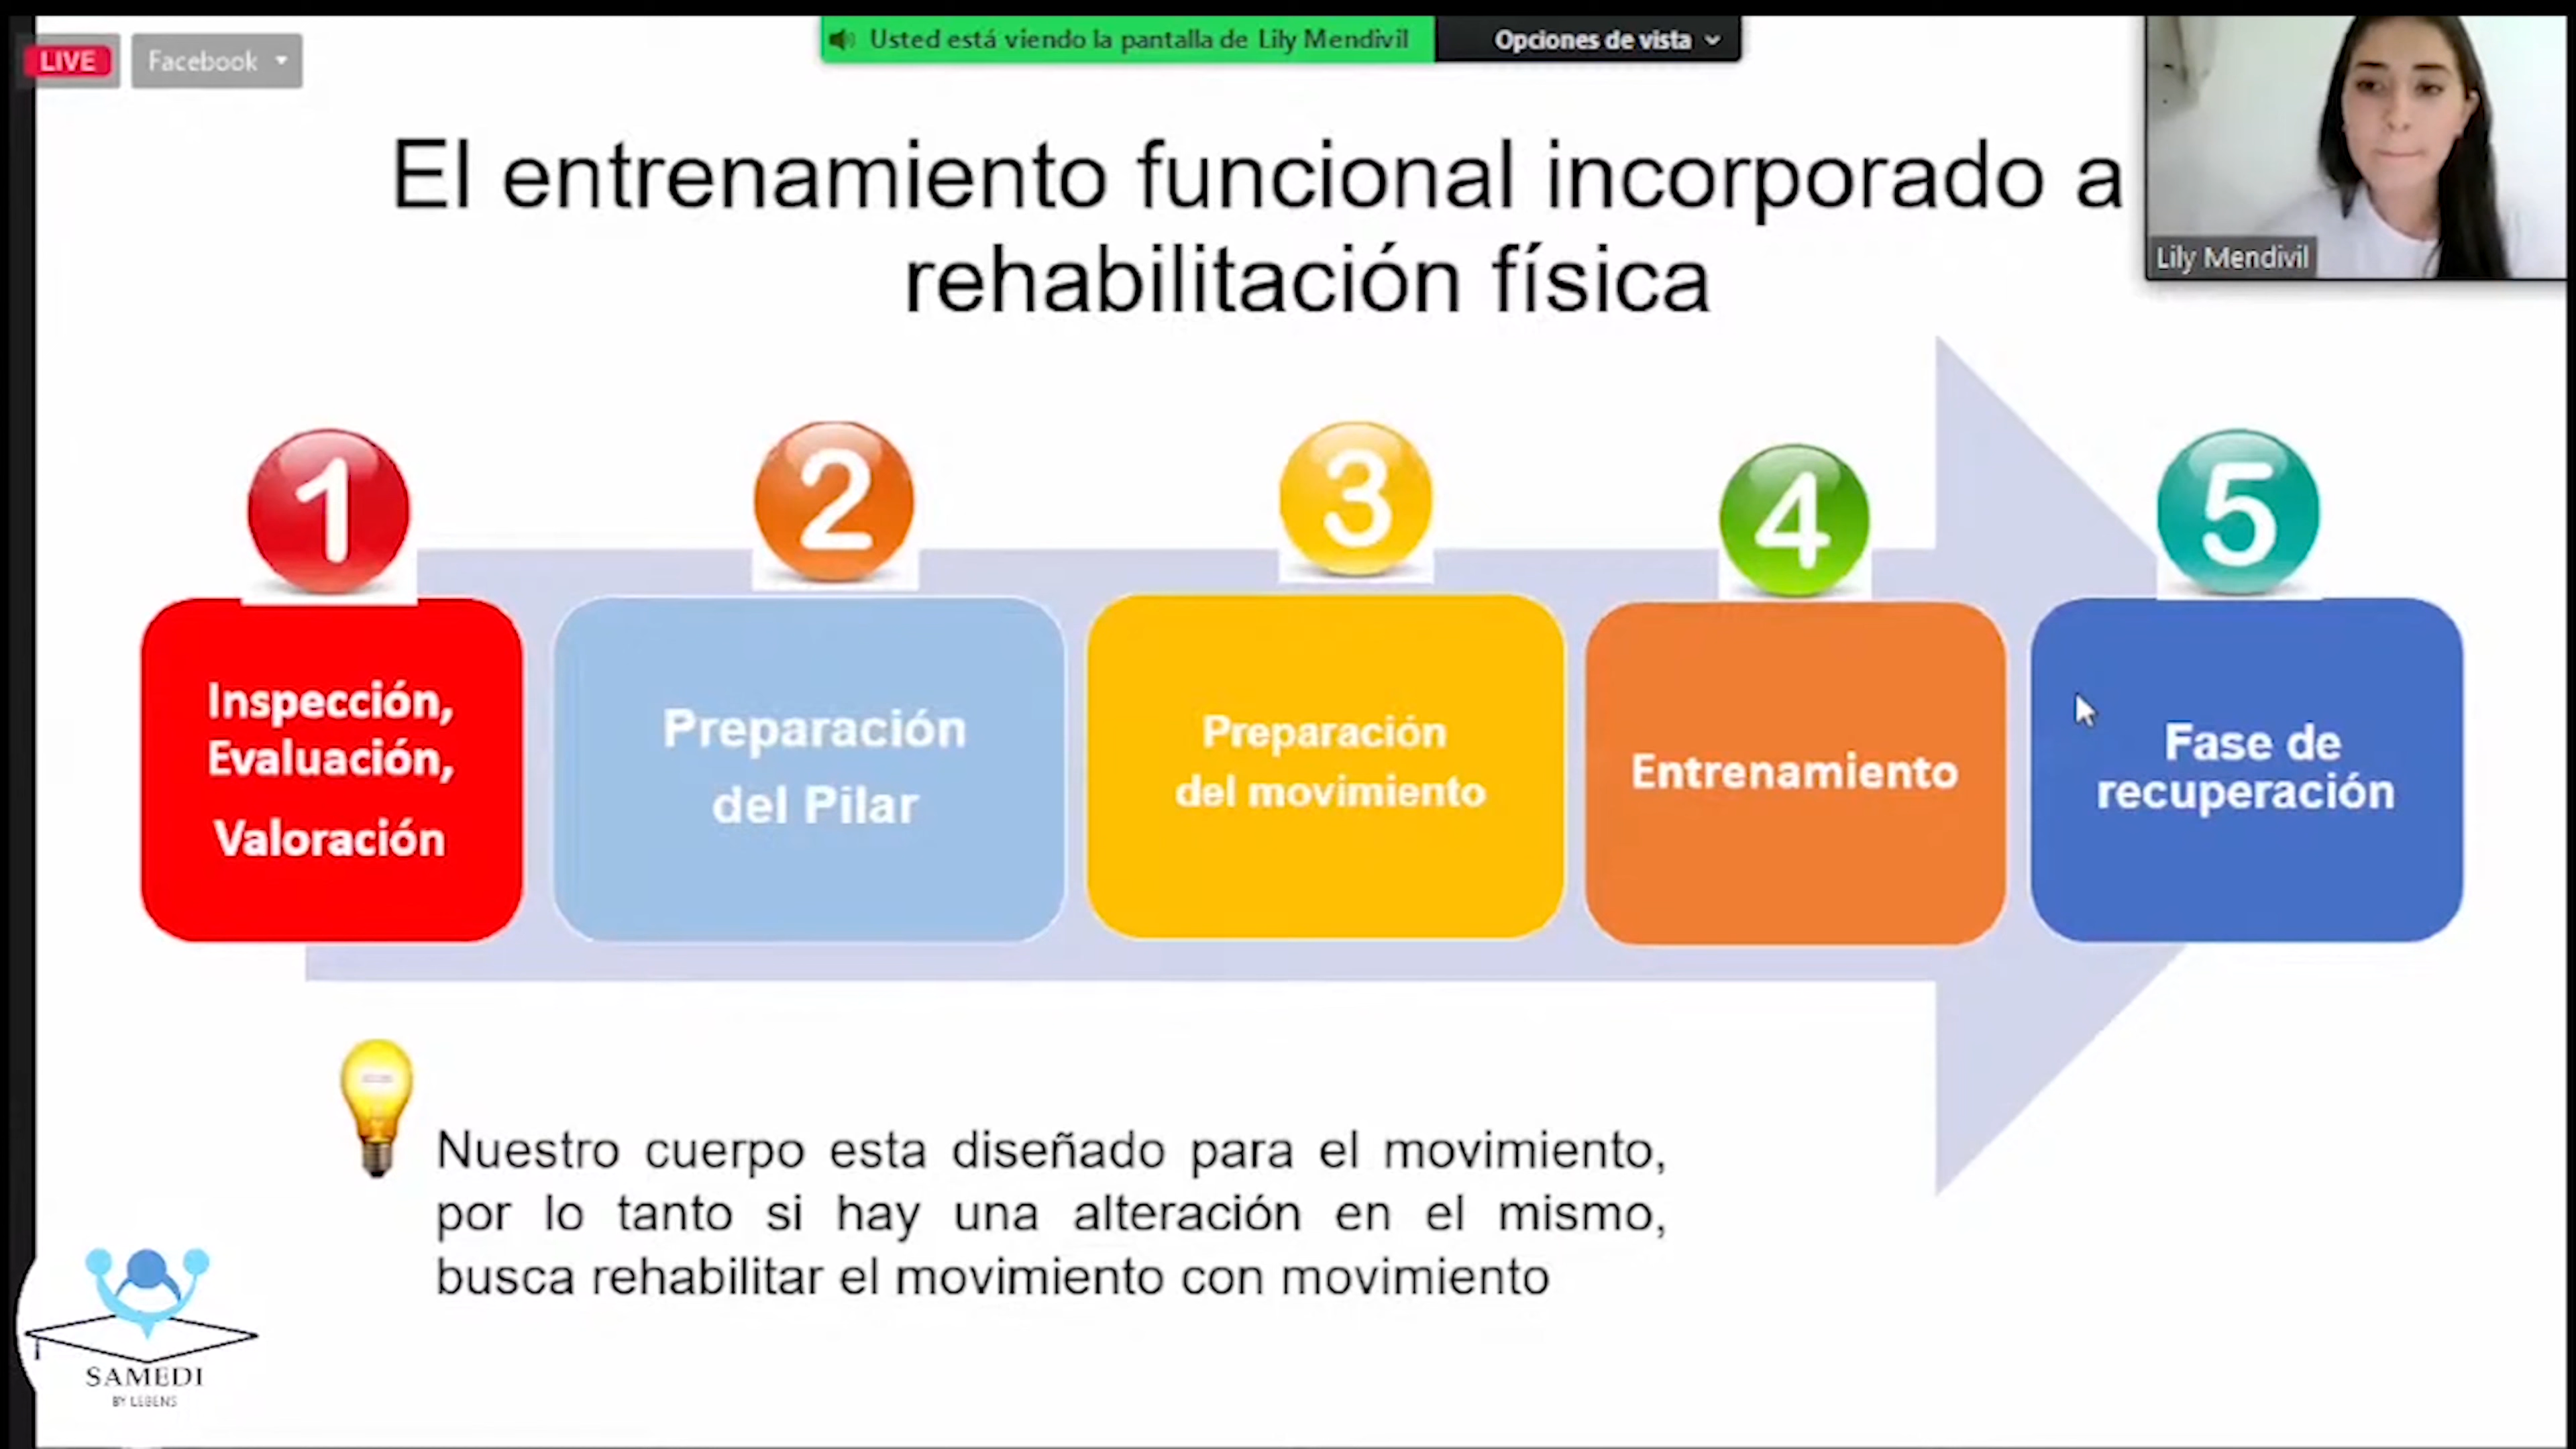 LIVE
Facebook
Usted está viendo la pantalla de Lily Mendivil
Opciones de vista
Lily Mendivil
El entrenamiento funcional incorporado a
rehabilitación física
1
2
3
4
5
Inspección,
Evaluación,
Valoración
Preparación
del Pilar
Preparación
del movimiento
Entrenamiento
Fase de
recuperación
Nuestro cuerpo esta diseñado para el movimiento,
por lo tanto si hay una alteración en el mismo,
busca rehabilitar el movimiento con movimiento
SAMEDI
BY LEBENS